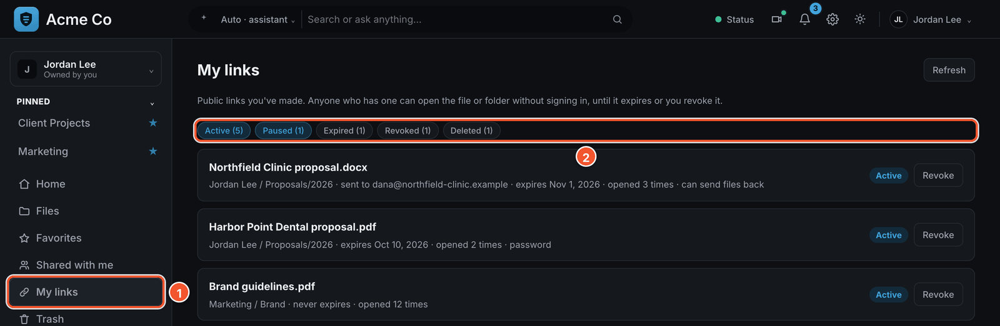 Acme Co
Auto · assistant
Search or ask anything...
Status
3
JL
Jordan Lee
J
Jordan Lee
Owned by you
PINNED
Client Projects
Marketing
Home
Files
Favorites
Shared with me
My links
1
Trash
My links
Refresh
Public links you've made. Anyone who has one can open the file or folder without signing in, until it expires or you revoke it.
Active (5) Paused (1) Expired (1) Revoked (1) Deleted (1)
2
Northfield Clinic proposal.docx
Jordan Lee / Proposals/2026 · sent to dana@northfield-clinic.example · expires Nov 1, 2026 · opened 3 times · can send files back
Active Revoke
Harbor Point Dental proposal.pdf
Jordan Lee / Proposals/2026 · expires Oct 10, 2026 · opened 2 times · password
Active Revoke
Brand guidelines.pdf
Marketing / Brand · never expires · opened 12 times
Active Revoke